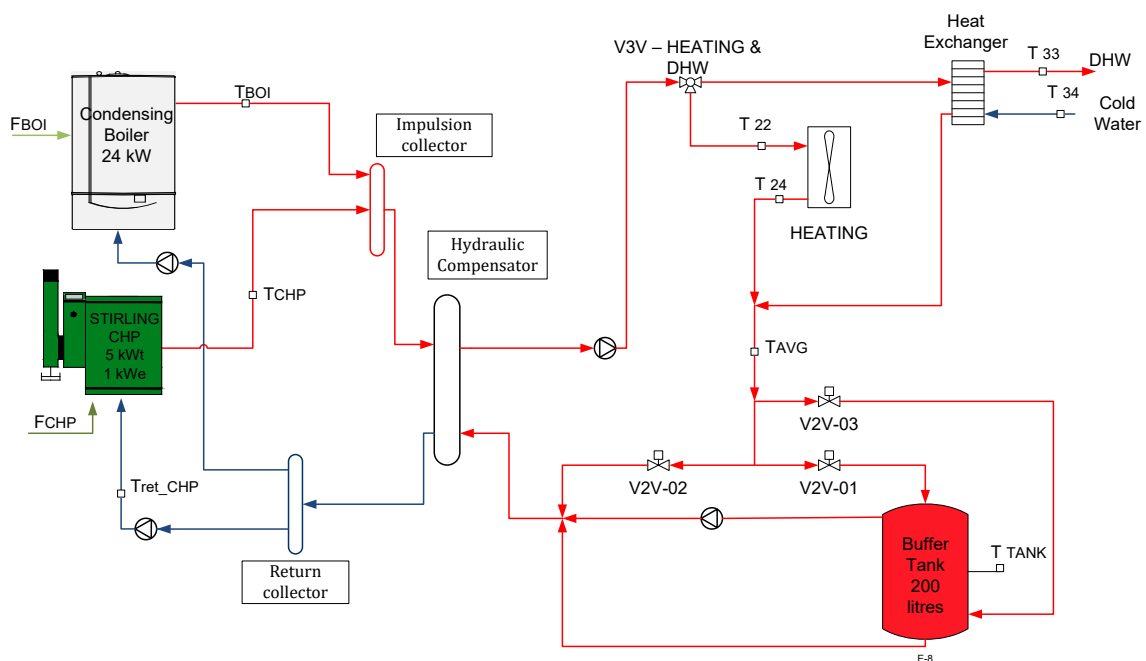 Heat
Exchanger
T 33
DHW
V3V – HEATING &
DHW
TBOI
T 34
Cold
Water
Condensing
Boiler
24 kW
FBOI
Impulsion
collector
T 22
T 24
HEATING
Hydraulic
Compensator
TCHP
STIRLING
CHP
5 kWt
1 kWe
TAVG
FCHP
V2V-03
V2V-02
V2V-01
Tret_CHP
Buffer
Tank
200
litres
T TANK
Return
collector
E-8